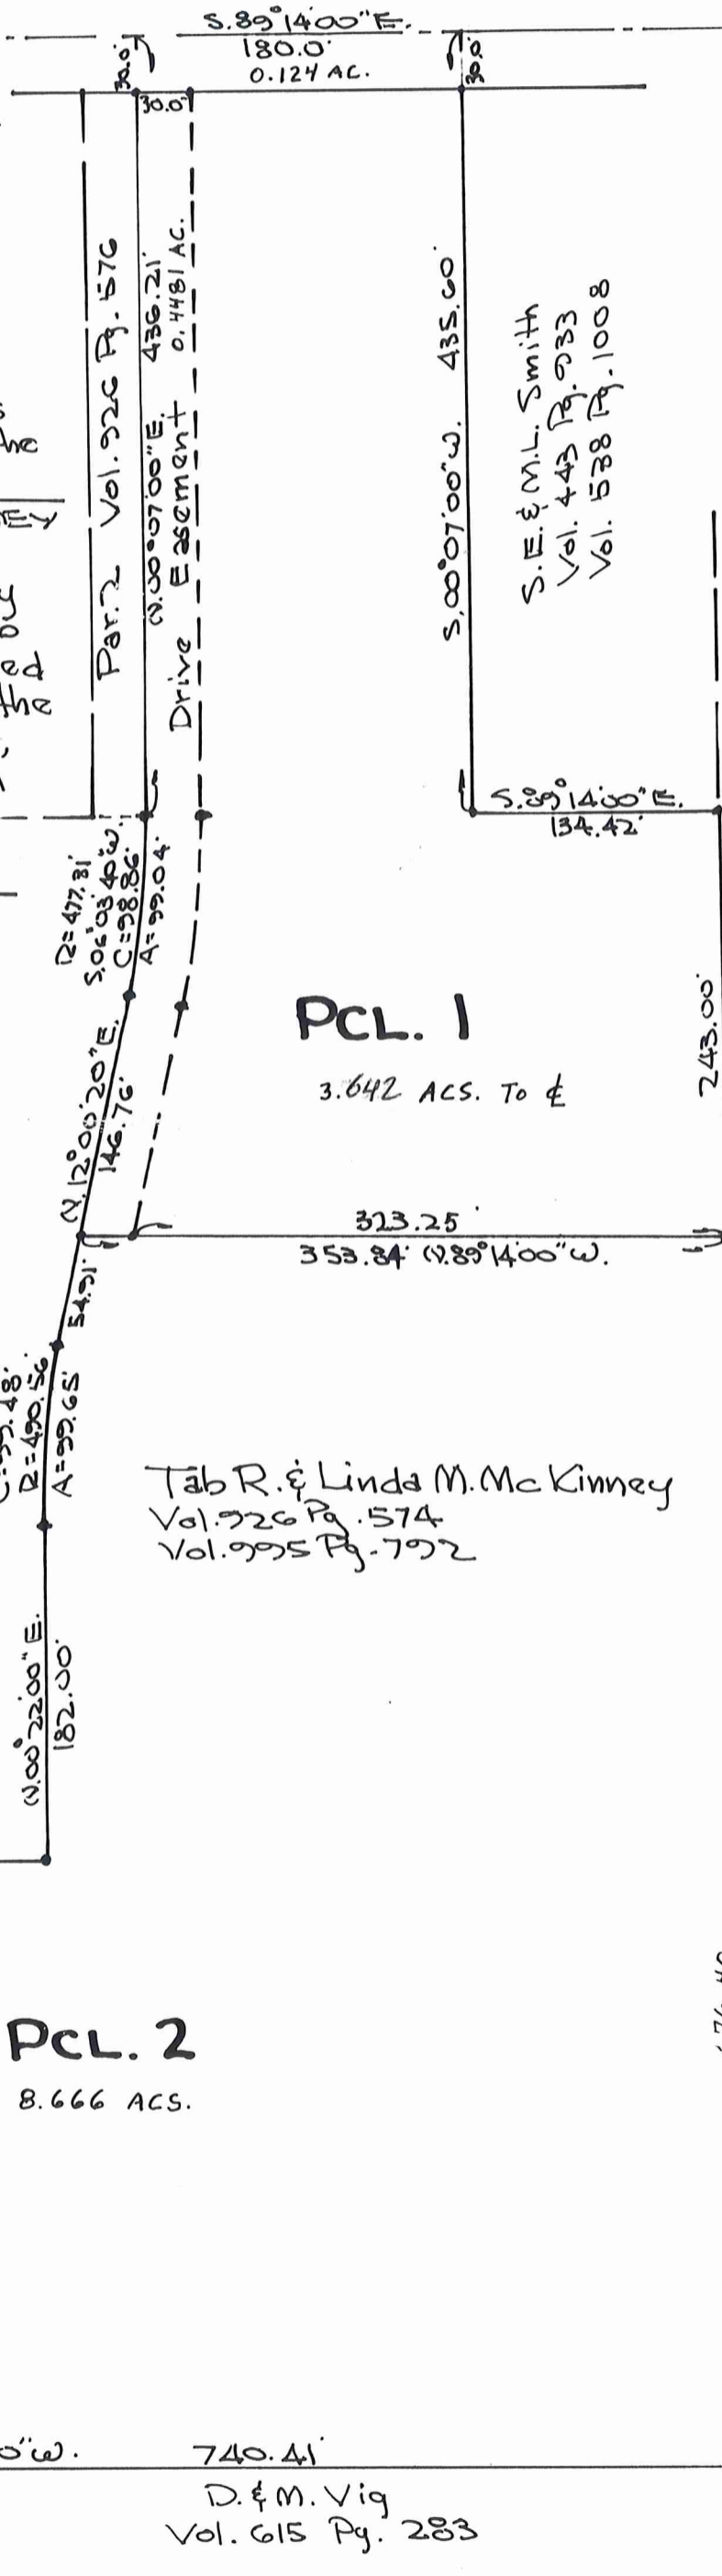 S.89°14'00"E.
180.0'
0.124 AC.
30.0'
30.0'
30.0'
Par.2 Vol.926 Pg.576
N.00°07'00"E. 436.21'
Drive Easement 0.4481 AC.
S.00°07'00"W. 435.60'
S.E.& M.L. Smith
Vol. 443 Pg.933
Vol. 538 Pg.1008
S.89°14'00"E.
134.42'
R=477.31'
S.06°03'40"W.
C=98.86'
A=99.04'
PCL. 1
3.642 ACS. TO ℄
243.00'
N.12°00'20"E.
146.76'
323.25'
353.84' N.89°14'00"W.
54.91'
R=490.56'
A=99.65'
Tab R. & Linda M. McKinney
Vol.926 Pg.574
Vol.995 Pg.792
N.00°22'00"E.
182.00'
PCL. 2
8.666 ACS.
0"W. 740.41'
D.& M. Vig
Vol. 615 Pg. 283